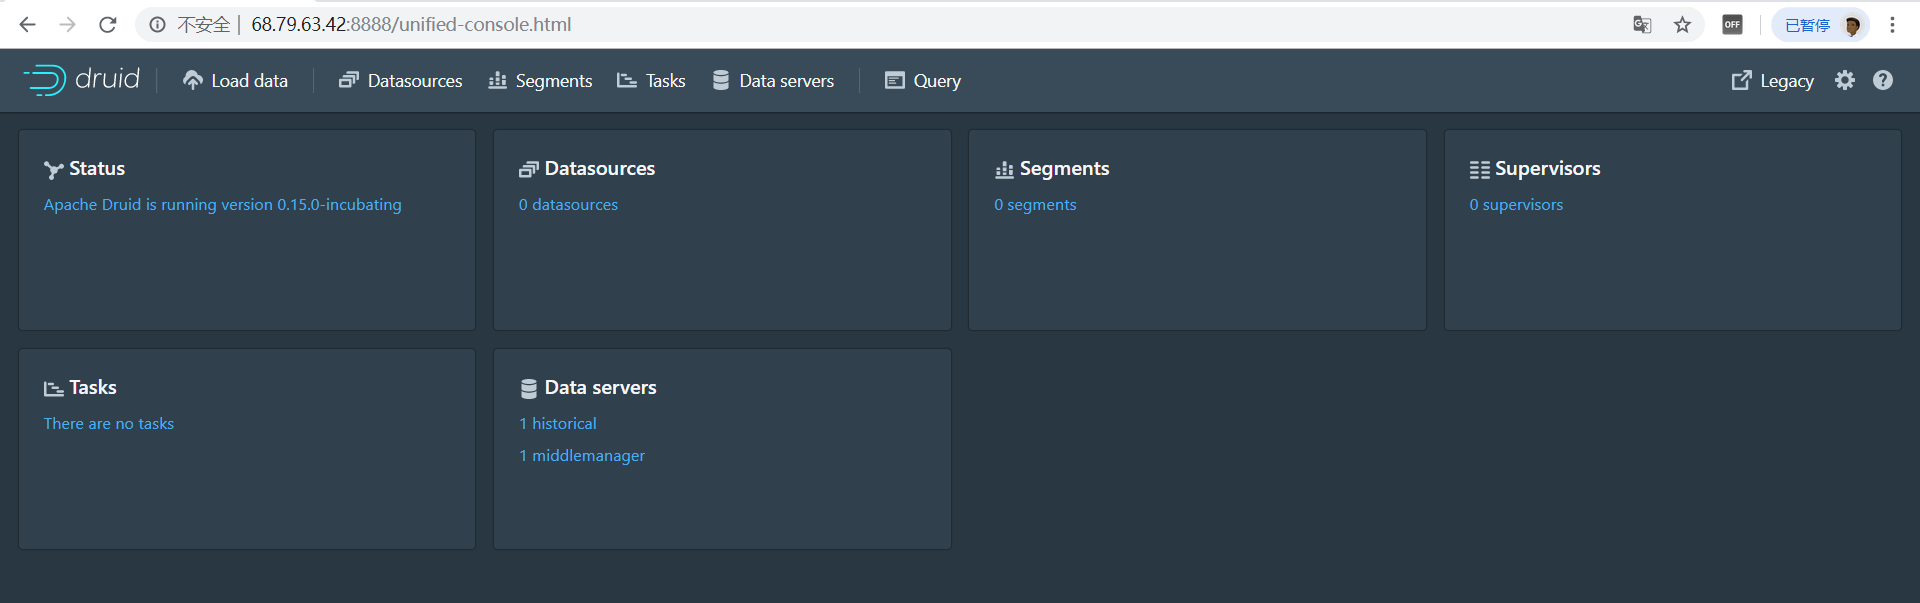 不安全 | 68.79.63.42:8888/unified-console.html OFF 已暂停
druid Load data Datasources Segments Tasks Data servers Query Legacy
Status
Apache Druid is running version 0.15.0-incubating
Datasources
0 datasources
Segments
0 segments
Supervisors
0 supervisors
Tasks
There are no tasks
Data servers
1 historical
1 middlemanager